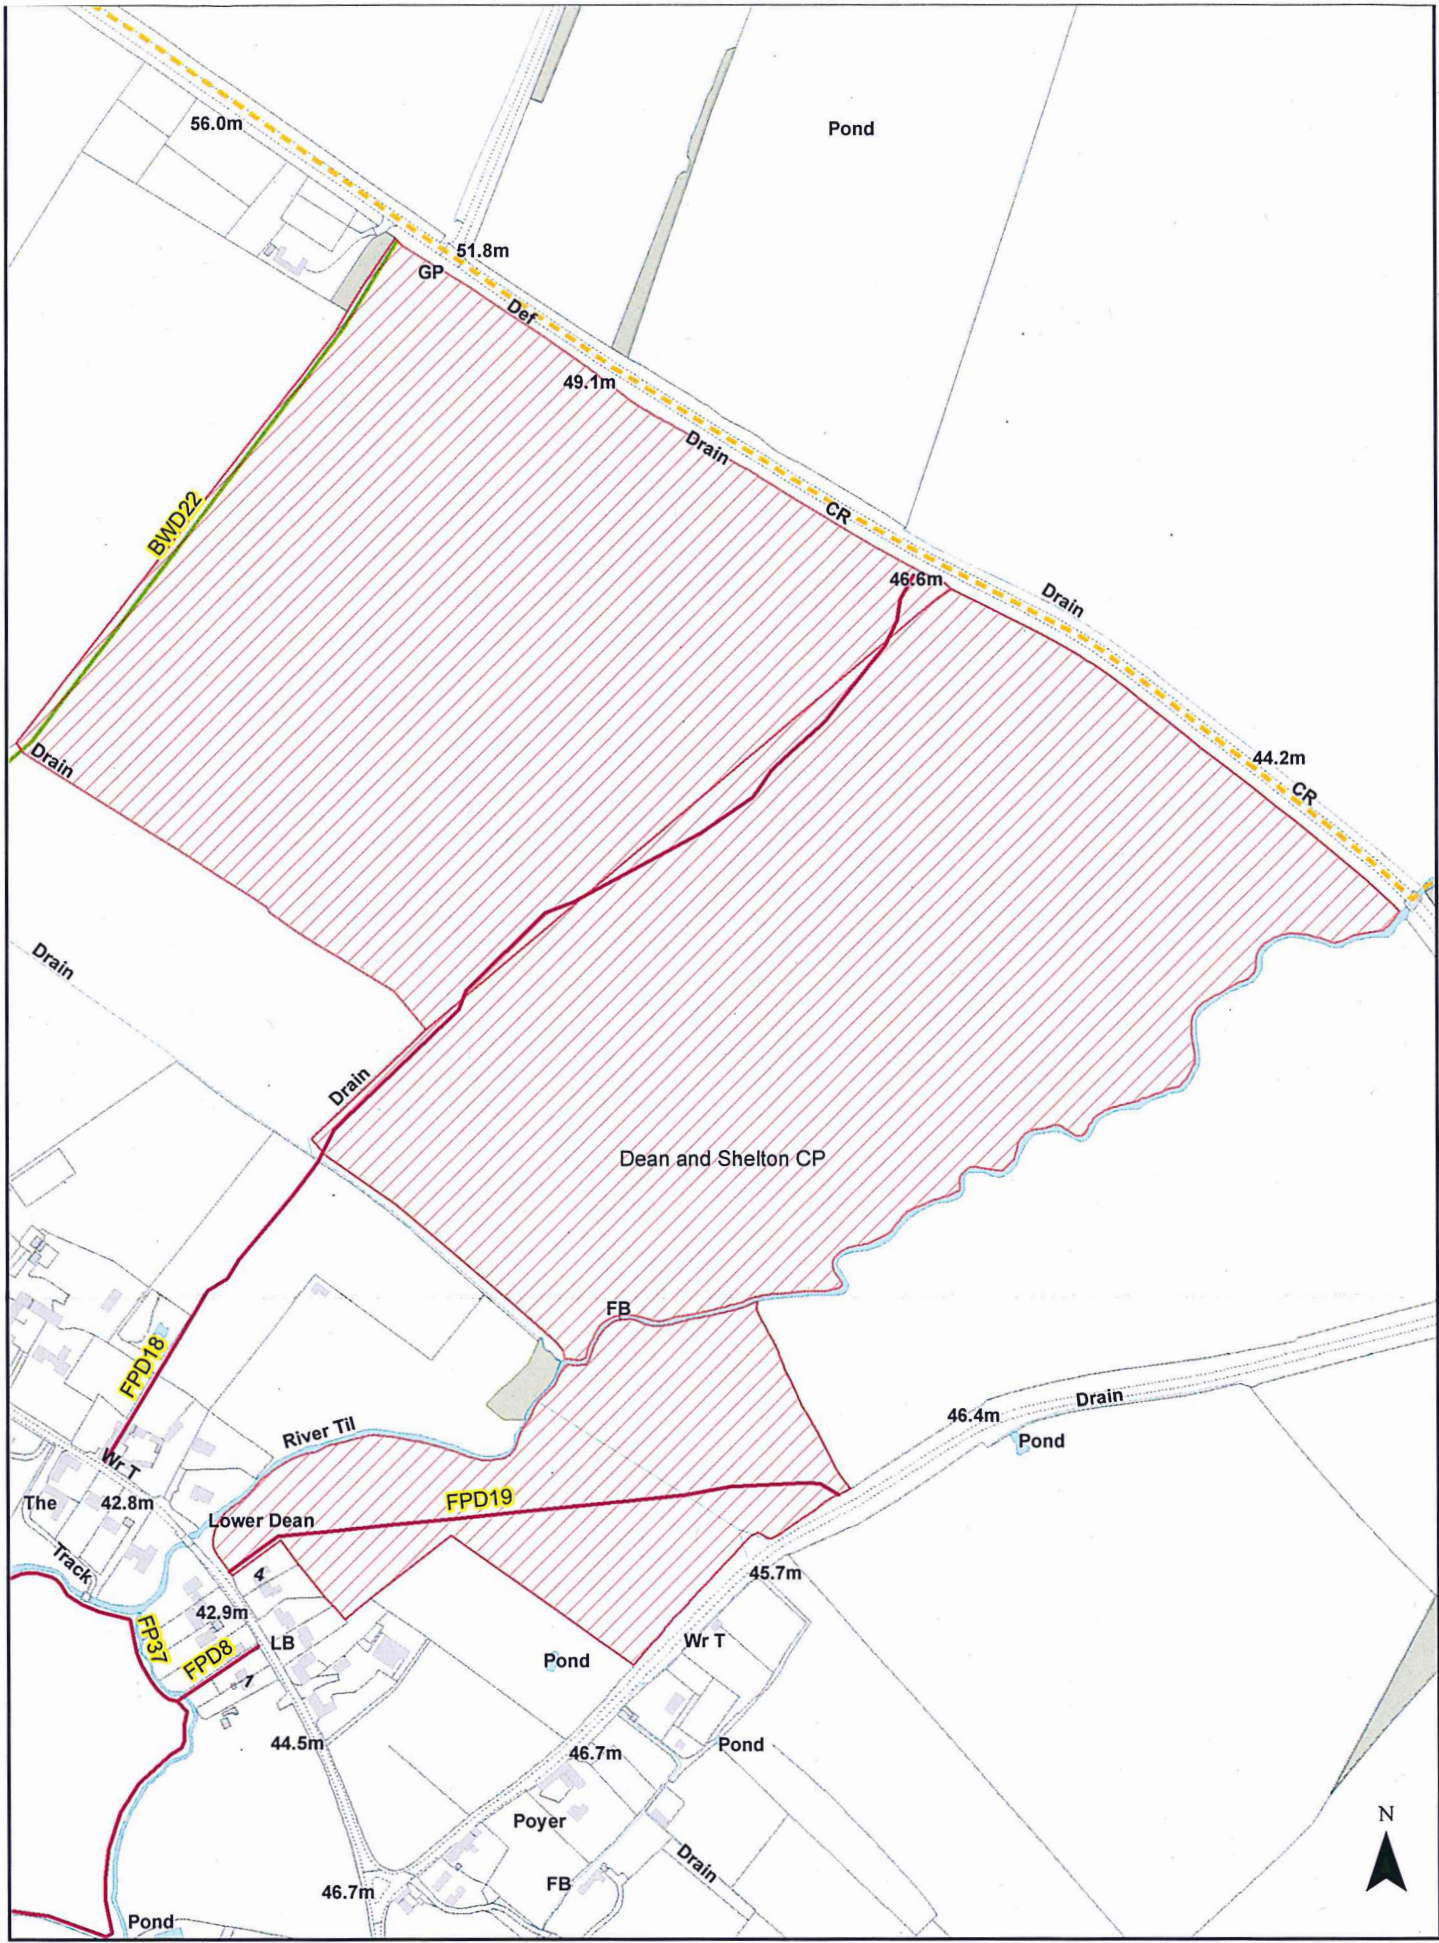 56.0m
Pond
51.8m
GP
Def
49.1m
Drain
CR
BWD22
46.6m
Drain
Drain
44.2m
CR
Drain
Drain
Dean and Shelton CP
FB
FPD18
River Til
46.4m
Drain
Pond
Wr T
The
42.8m
FPD19
Lower Dean
Track
4
45.7m
42.9m
FP37
FPD8
LB
Wr T
Pond
1
44.5m
46.7m
Pond
Poyer
N
Drain
46.7m
FB
Pond